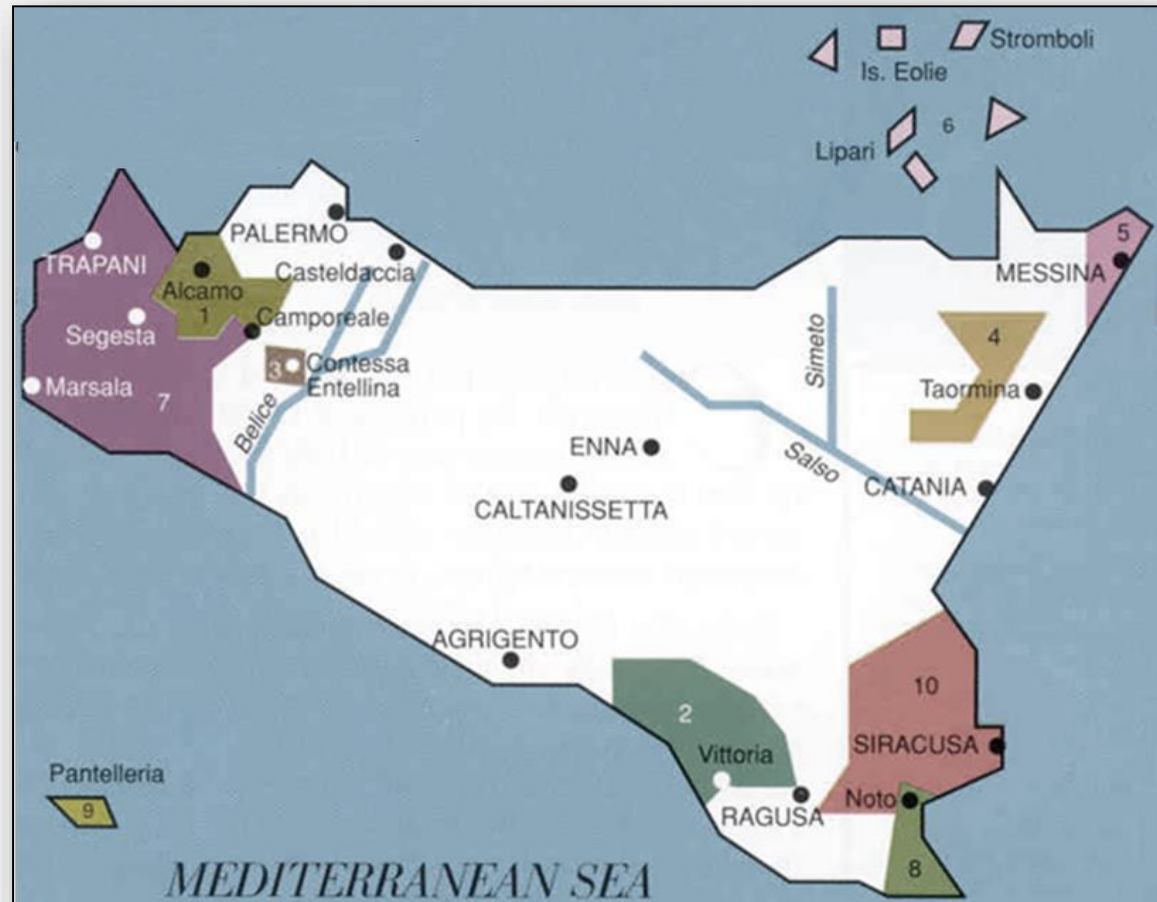 Stromboli
Is. Eolie
6
Lipari
5
PALERMO
TRAPANI
Casteldaccia
MESSINA
Alcamo
1
Camporeale
Segesta
Simeto
4
3
Contessa
Entellina
Marsala
Taormina
7
Belice
ENNA
Salso
CATANIA
CALTANISSETTA
AGRIGENTO
10
2
SIRACUSA
Vittoria
Pantelleria
Noto
9
RAGUSA
8
MEDITERRANEAN SEA